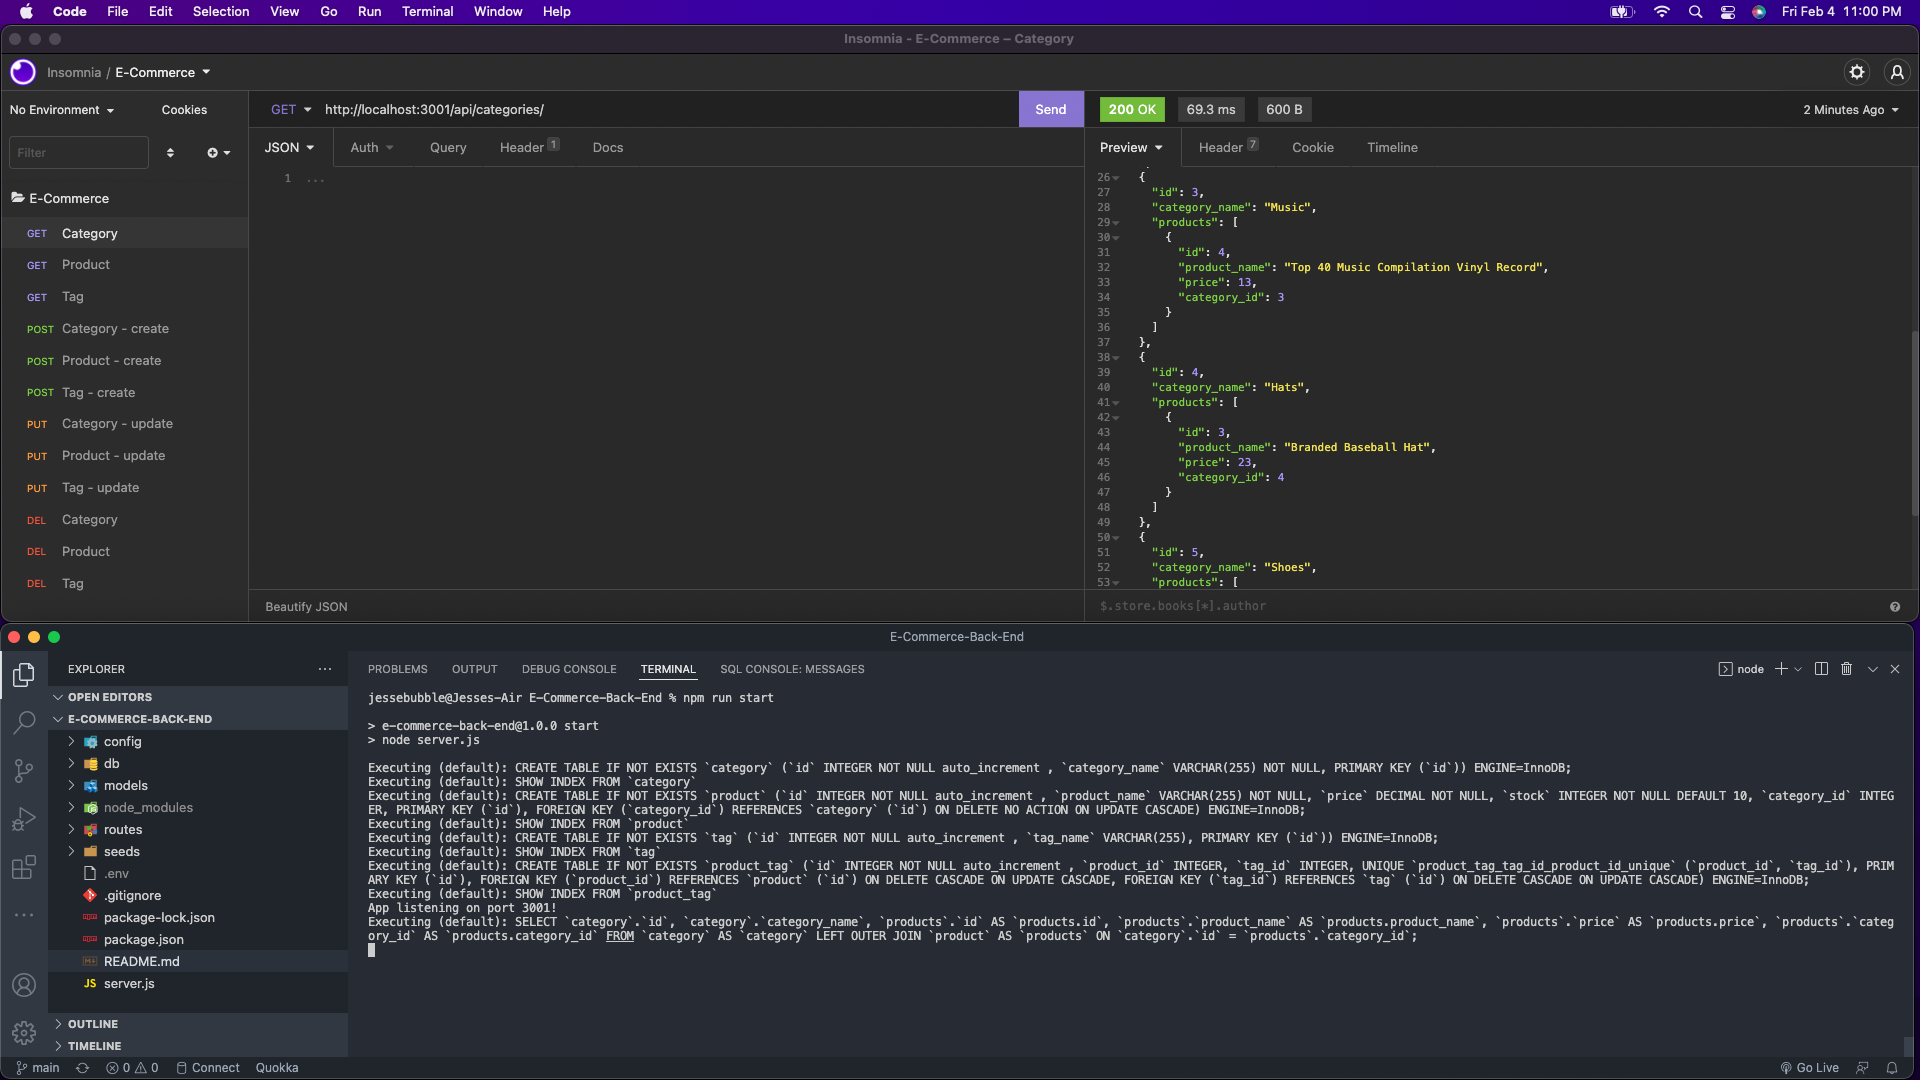 Code File Edit Selection View Go Run Terminal Window Help Fri Feb 4 11:00 PM
Insomnia - E-Commerce – Category
Insomnia / E-Commerce
No Environment Cookies
GET http://localhost:3001/api/categories/ Send
200 OK 69.3 ms 600 B 2 Minutes Ago
Filter
JSON Auth Query Header 1 Docs
Preview Header 7 Cookie Timeline
E-Commerce
GET Category
GET Product
GET Tag
POST Category - create
POST Product - create
POST Tag - create
PUT Category - update
PUT Product - update
PUT Tag - update
DEL Category
DEL Product
DEL Tag
1 ...
Beautify JSON
26 {
27 "id": 3,
28 "category_name": "Music",
29 "products": [
30 {
31 "id": 4,
32 "product_name": "Top 40 Music Compilation Vinyl Record",
33 "price": 13,
34 "category_id": 3
35 }
36 ]
37 },
38 {
39 "id": 4,
40 "category_name": "Hats",
41 "products": [
42 {
43 "id": 3,
44 "product_name": "Branded Baseball Hat",
45 "price": 23,
46 "category_id": 4
47 }
48 ]
49 },
50 {
51 "id": 5,
52 "category_name": "Shoes",
53 "products": [
$.store.books[*].author
E-Commerce-Back-End
EXPLORER
OPEN EDITORS
E-COMMERCE-BACK-END
config
db
models
node_modules
routes
seeds
.env
.gitignore
package-lock.json
package.json
README.md
JS server.js
OUTLINE
TIMELINE
PROBLEMS OUTPUT DEBUG CONSOLE TERMINAL SQL CONSOLE: MESSAGES node
jessebubble@Jesses-Air E-Commerce-Back-End % npm run start
> e-commerce-back-end@1.0.0 start
> node server.js
Executing (default): CREATE TABLE IF NOT EXISTS `category` (`id` INTEGER NOT NULL auto_increment , `category_name` VARCHAR(255) NOT NULL, PRIMARY KEY (`id`)) ENGINE=InnoDB;
Executing (default): SHOW INDEX FROM `category`
Executing (default): CREATE TABLE IF NOT EXISTS `product` (`id` INTEGER NOT NULL auto_increment , `product_name` VARCHAR(255) NOT NULL, `price` DECIMAL NOT NULL, `stock` INTEGER NOT NULL DEFAULT 10, `category_id` INTEG
ER, PRIMARY KEY (`id`), FOREIGN KEY (`category_id`) REFERENCES `category` (`id`) ON DELETE NO ACTION ON UPDATE CASCADE) ENGINE=InnoDB;
Executing (default): SHOW INDEX FROM `product`
Executing (default): CREATE TABLE IF NOT EXISTS `tag` (`id` INTEGER NOT NULL auto_increment , `tag_name` VARCHAR(255), PRIMARY KEY (`id`)) ENGINE=InnoDB;
Executing (default): SHOW INDEX FROM `tag`
Executing (default): CREATE TABLE IF NOT EXISTS `product_tag` (`id` INTEGER NOT NULL auto_increment , `product_id` INTEGER, `tag_id` INTEGER, UNIQUE `product_tag_tag_id_product_id_unique` (`product_id`, `tag_id`), PRIM
ARY KEY (`id`), FOREIGN KEY (`product_id`) REFERENCES `product` (`id`) ON DELETE CASCADE ON UPDATE CASCADE, FOREIGN KEY (`tag_id`) REFERENCES `tag` (`id`) ON DELETE CASCADE ON UPDATE CASCADE) ENGINE=InnoDB;
Executing (default): SHOW INDEX FROM `product_tag`
App listening on port 3001!
Executing (default): SELECT `category`.`id`, `category`.`category_name`, `products`.`id` AS `products.id`, `products`.`product_name` AS `products.product_name`, `products`.`price` AS `products.price`, `products`.`categ
ory_id` AS `products.category_id` FROM `category` AS `category` LEFT OUTER JOIN `product` AS `products` ON `category`.`id` = `products`.`category_id`;
main 0 0 Connect Quokka Go Live